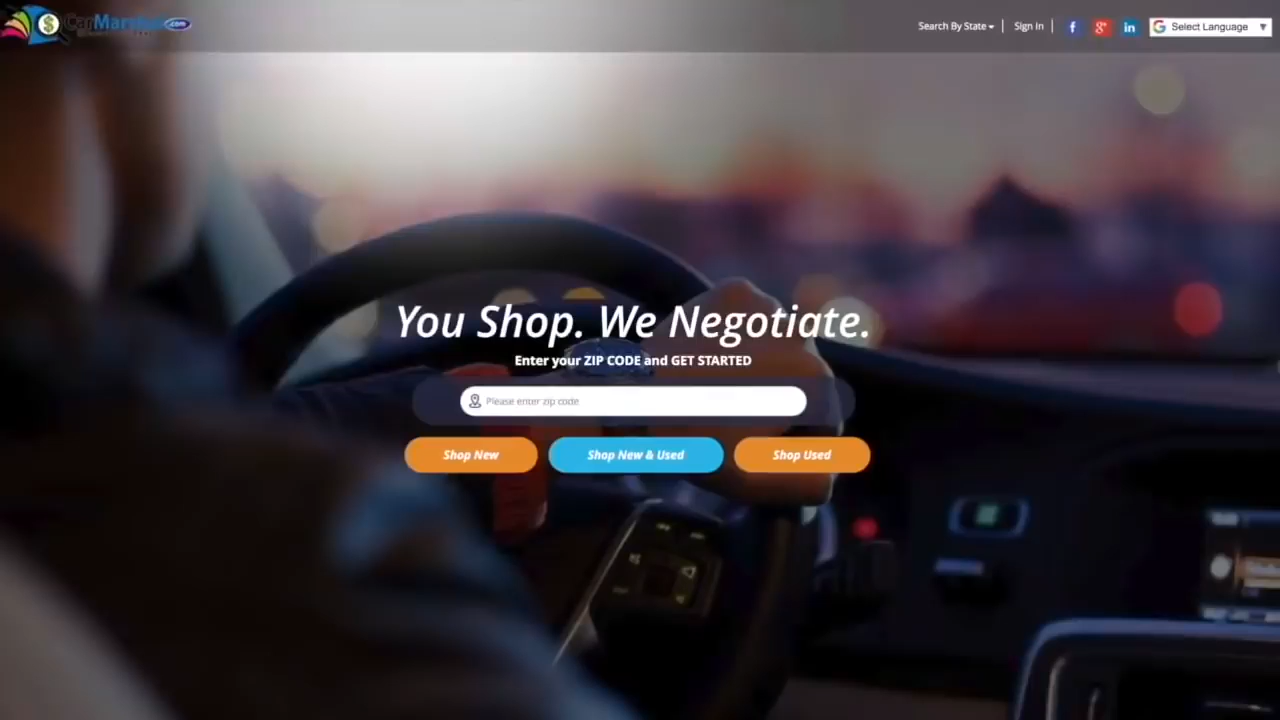 Search By State
Sign In
Select Language
You Shop. We Negotiate.
Enter your ZIP CODE and GET STARTED
Please enter zip code
Shop New
Shop New & Used
Shop Used